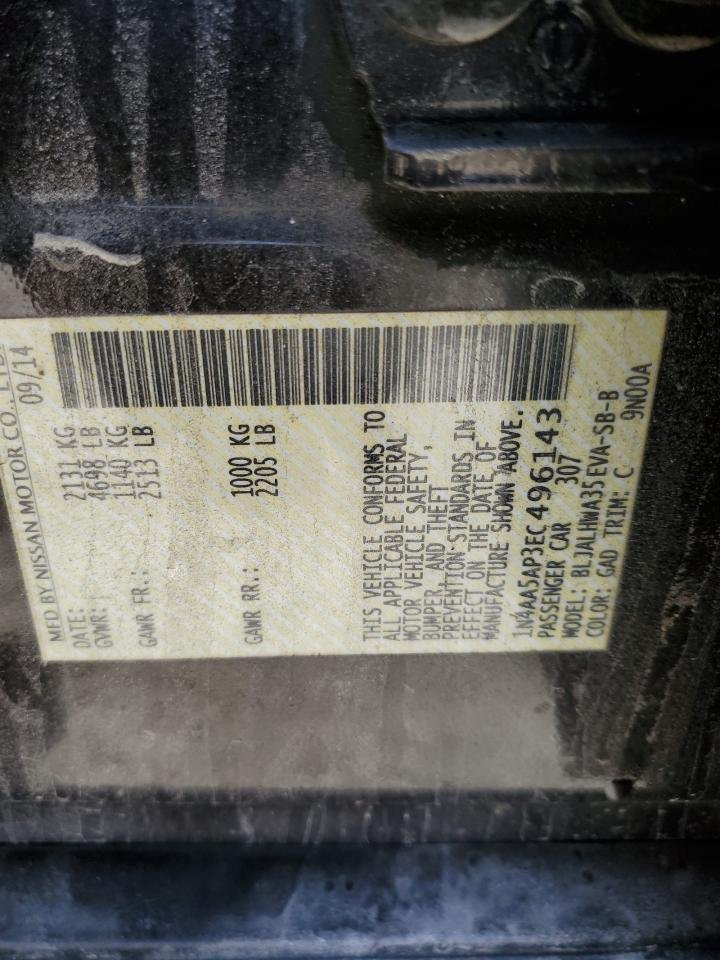 MFD BY NISSAN MOTOR CO., LTD.
DATE: 09/14
GVWR: 2131 KG
4698 LB
GAWR FR.: 1140 KG
2513 LB
GAWR RR.: 1000 KG
2205 LB
THIS VEHICLE CONFORMS TO
ALL APPLICABLE FEDERAL
MOTOR VEHICLE SAFETY,
BUMPER, AND THEFT
PREVENTION STANDARDS IN
EFFECT ON THE DATE OF
MANUFACTURE SHOWN ABOVE.
1N4AA5AP3EC496143
PASSENGER CAR 307
MODEL: BLJALHWA35EVA-SB-B
COLOR: GAD TRIM: C 9N00A